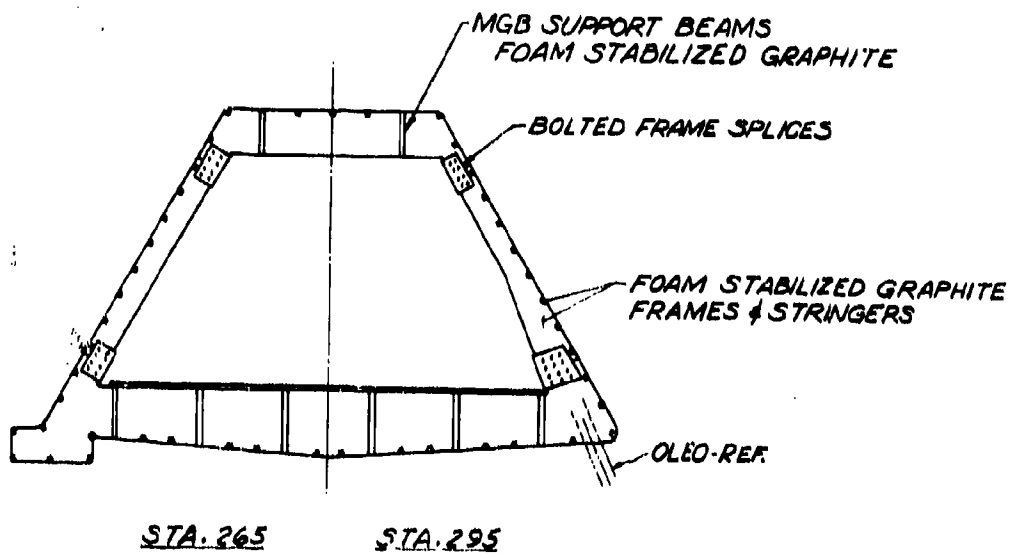 MGB SUPPORT BEAMS
FOAM STABILIZED GRAPHITE
BOLTED FRAME SPLICES
FOAM STABILIZED GRAPHITE
FRAMES & STRINGERS
OLEO-REF.
STA. 265 STA. 295